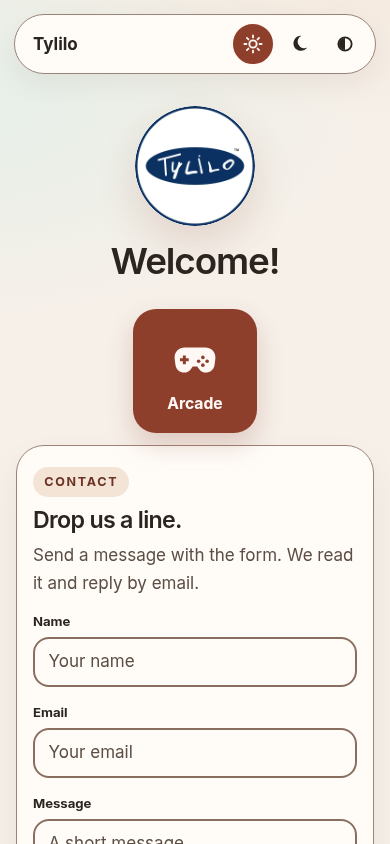 Tylilo
TYLILO™
Welcome!
Arcade
CONTACT
Drop us a line.
Send a message with the form. We read
it and reply by email.
Name
Your name
Email
Your email
Message
A short message